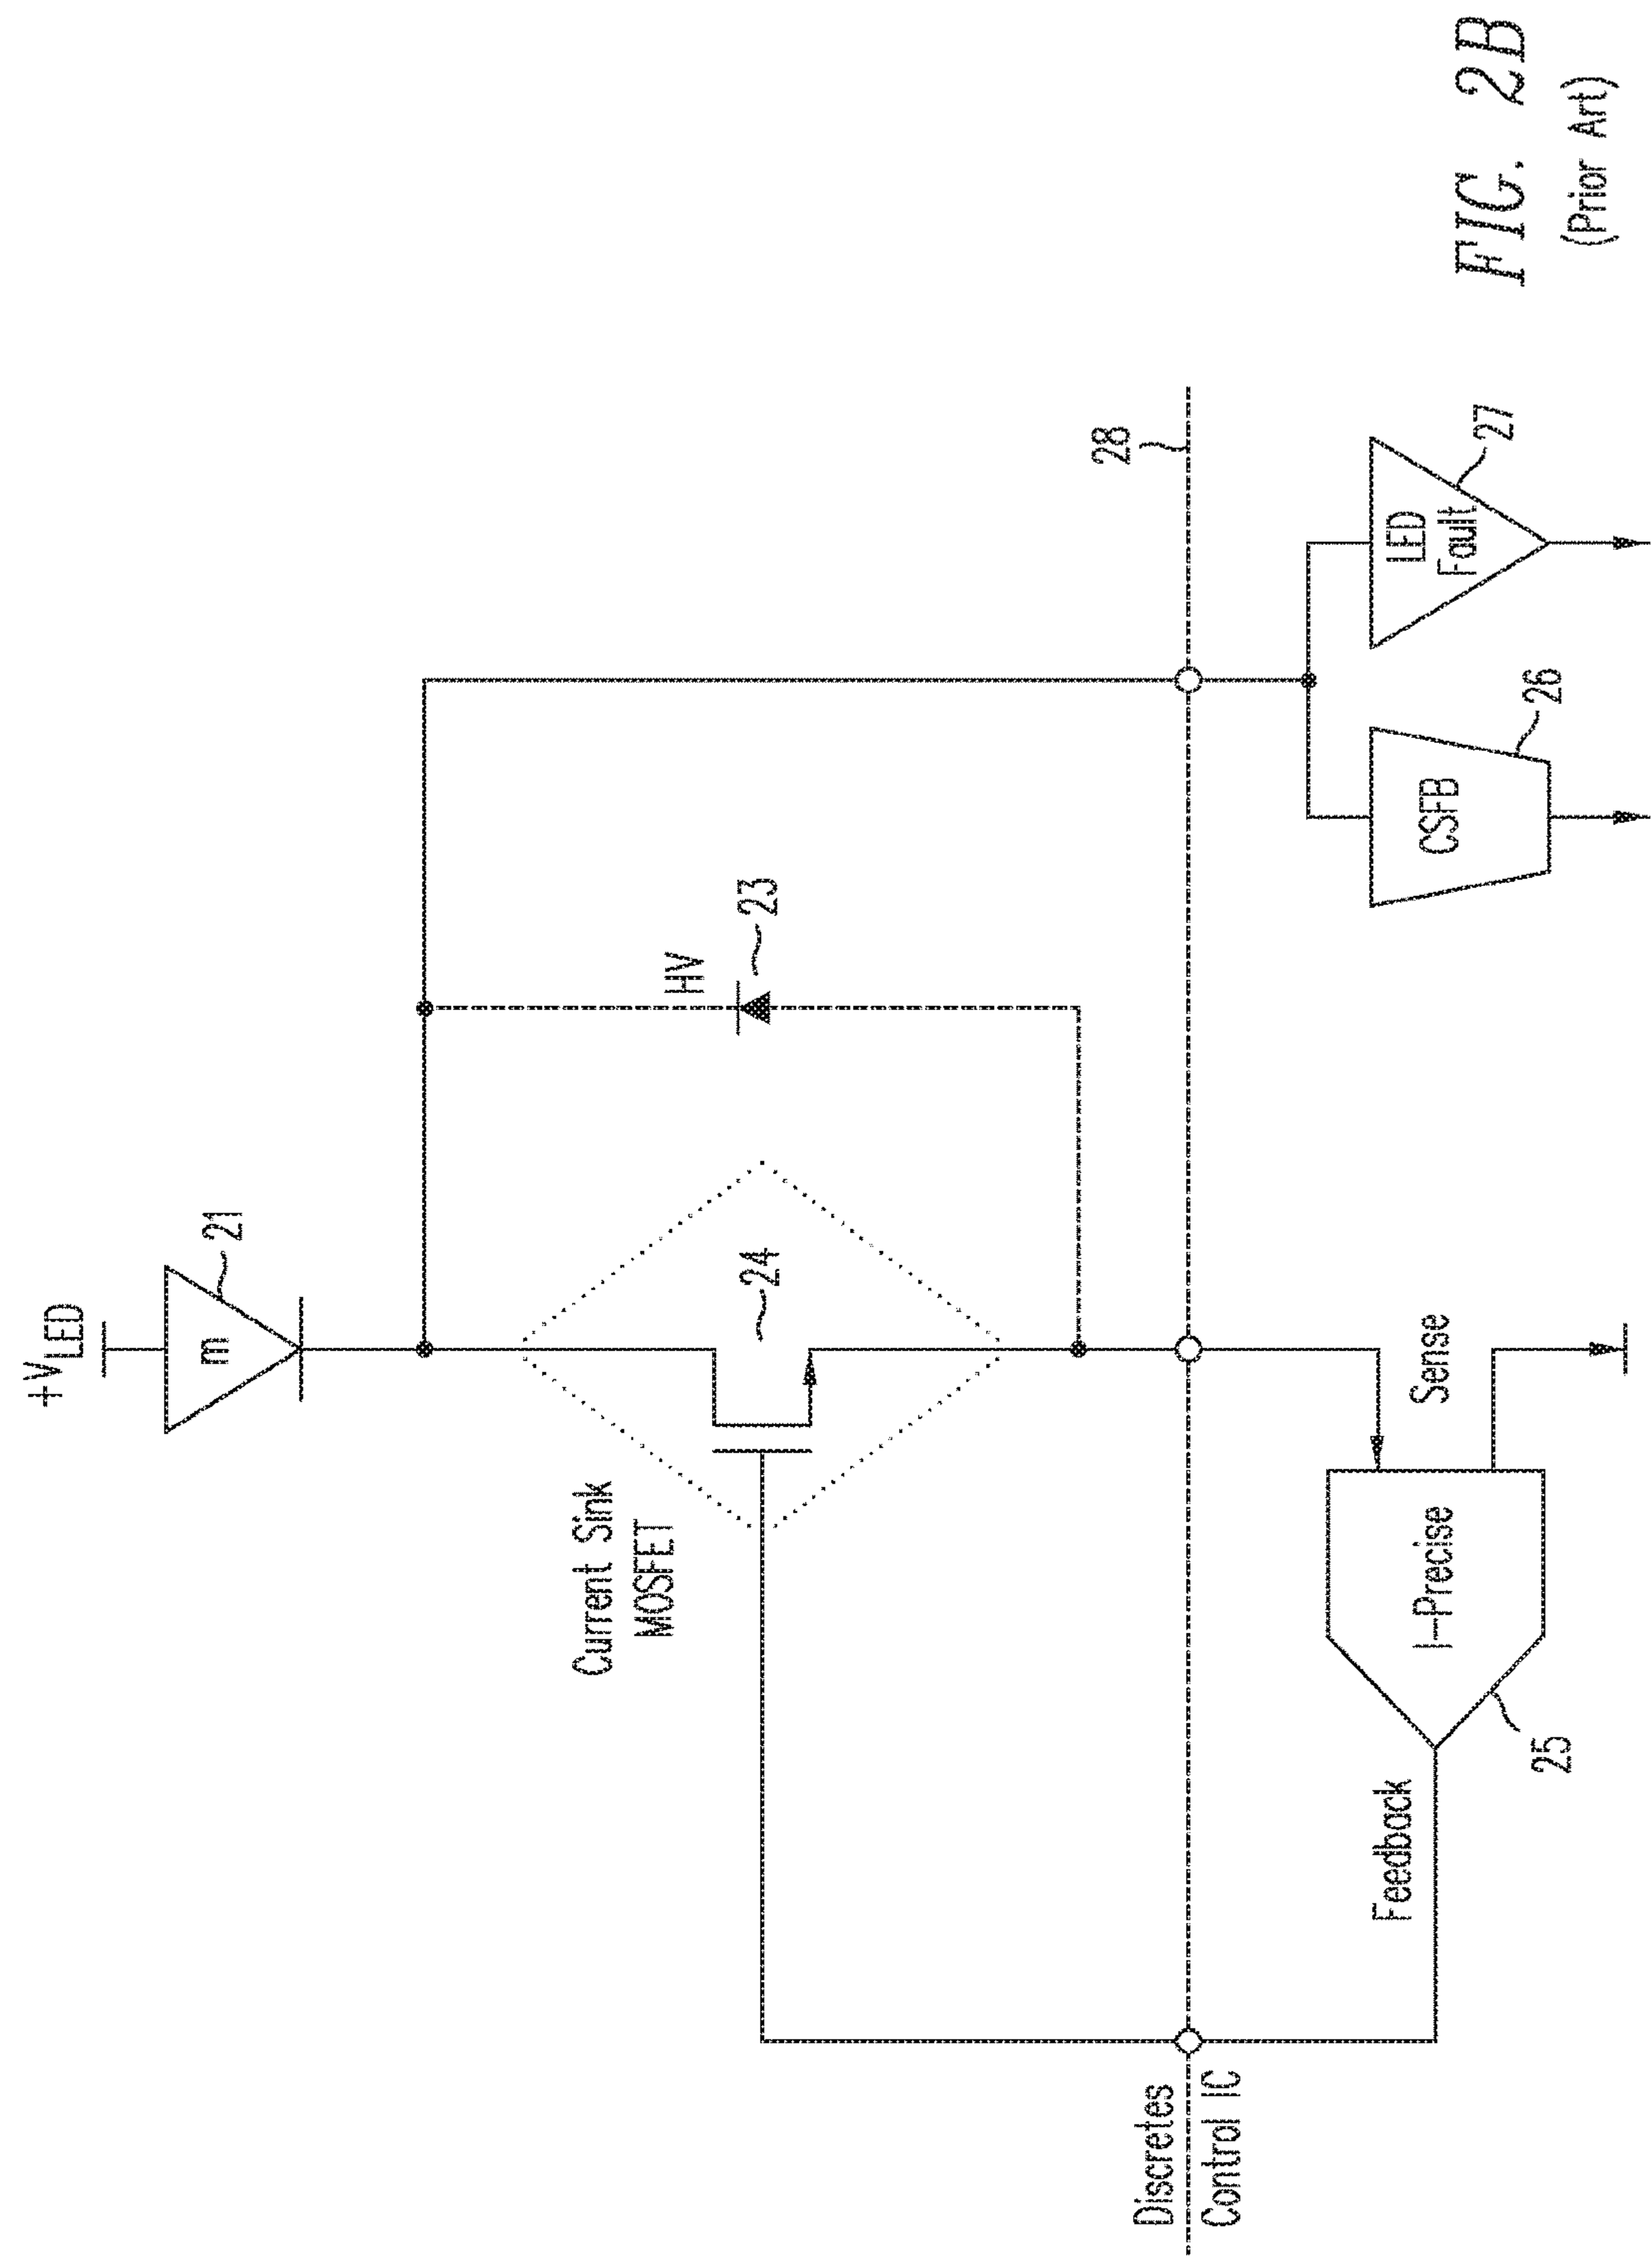 +VLED
m
21
Current Sink
MOSFET
24
HV
23
28
Discretes
Control IC
Feedback
I-Precise
Sense
25
CSFB
26
LED
Fault
27
FIG. 2B
(Prior Art)